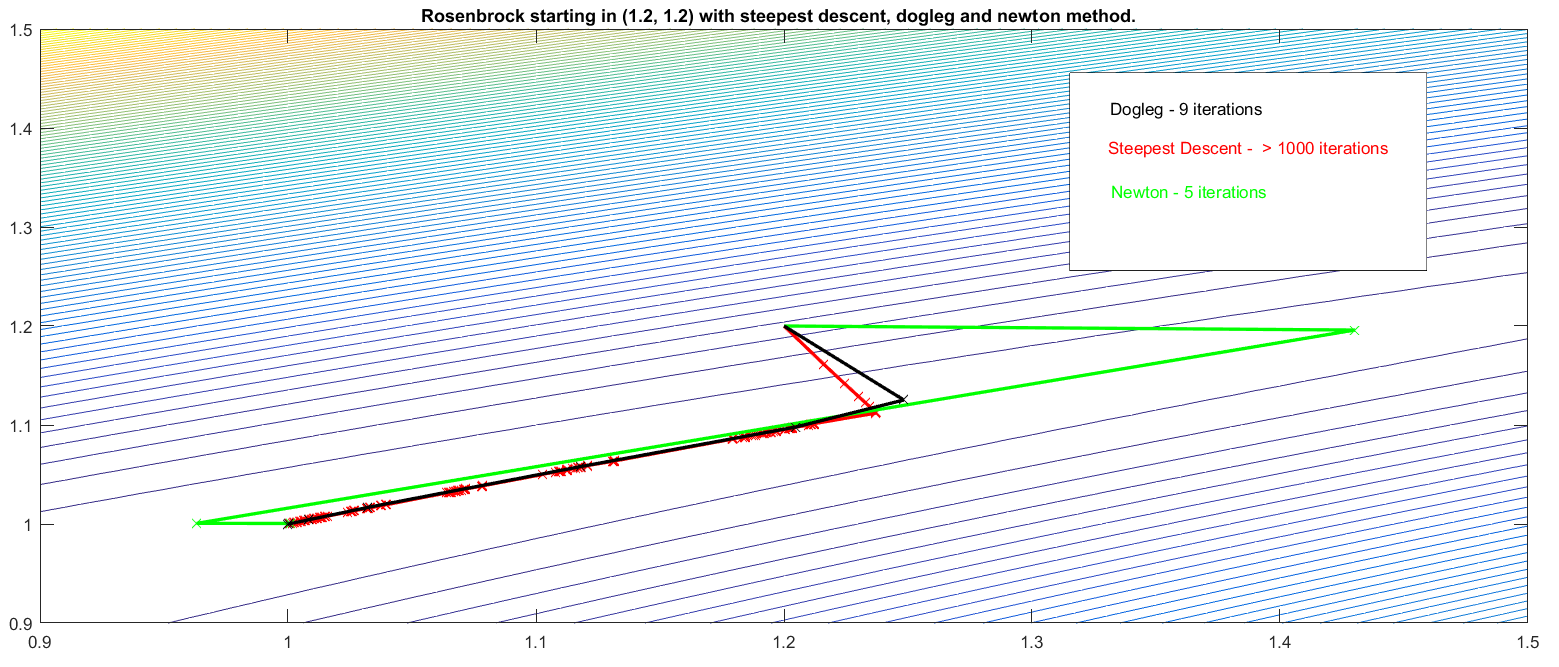 Rosenbrock starting in (1.2, 1.2) with steepest descent, dogleg and newton method.
1.5
1.4
1.3
1.2
1.1
1
0.9
Dogleg - 9 iterations
Steepest Descent -  > 1000 iterations
Newton - 5 iterations
0.9 1 1.1 1.2 1.3 1.4 1.5